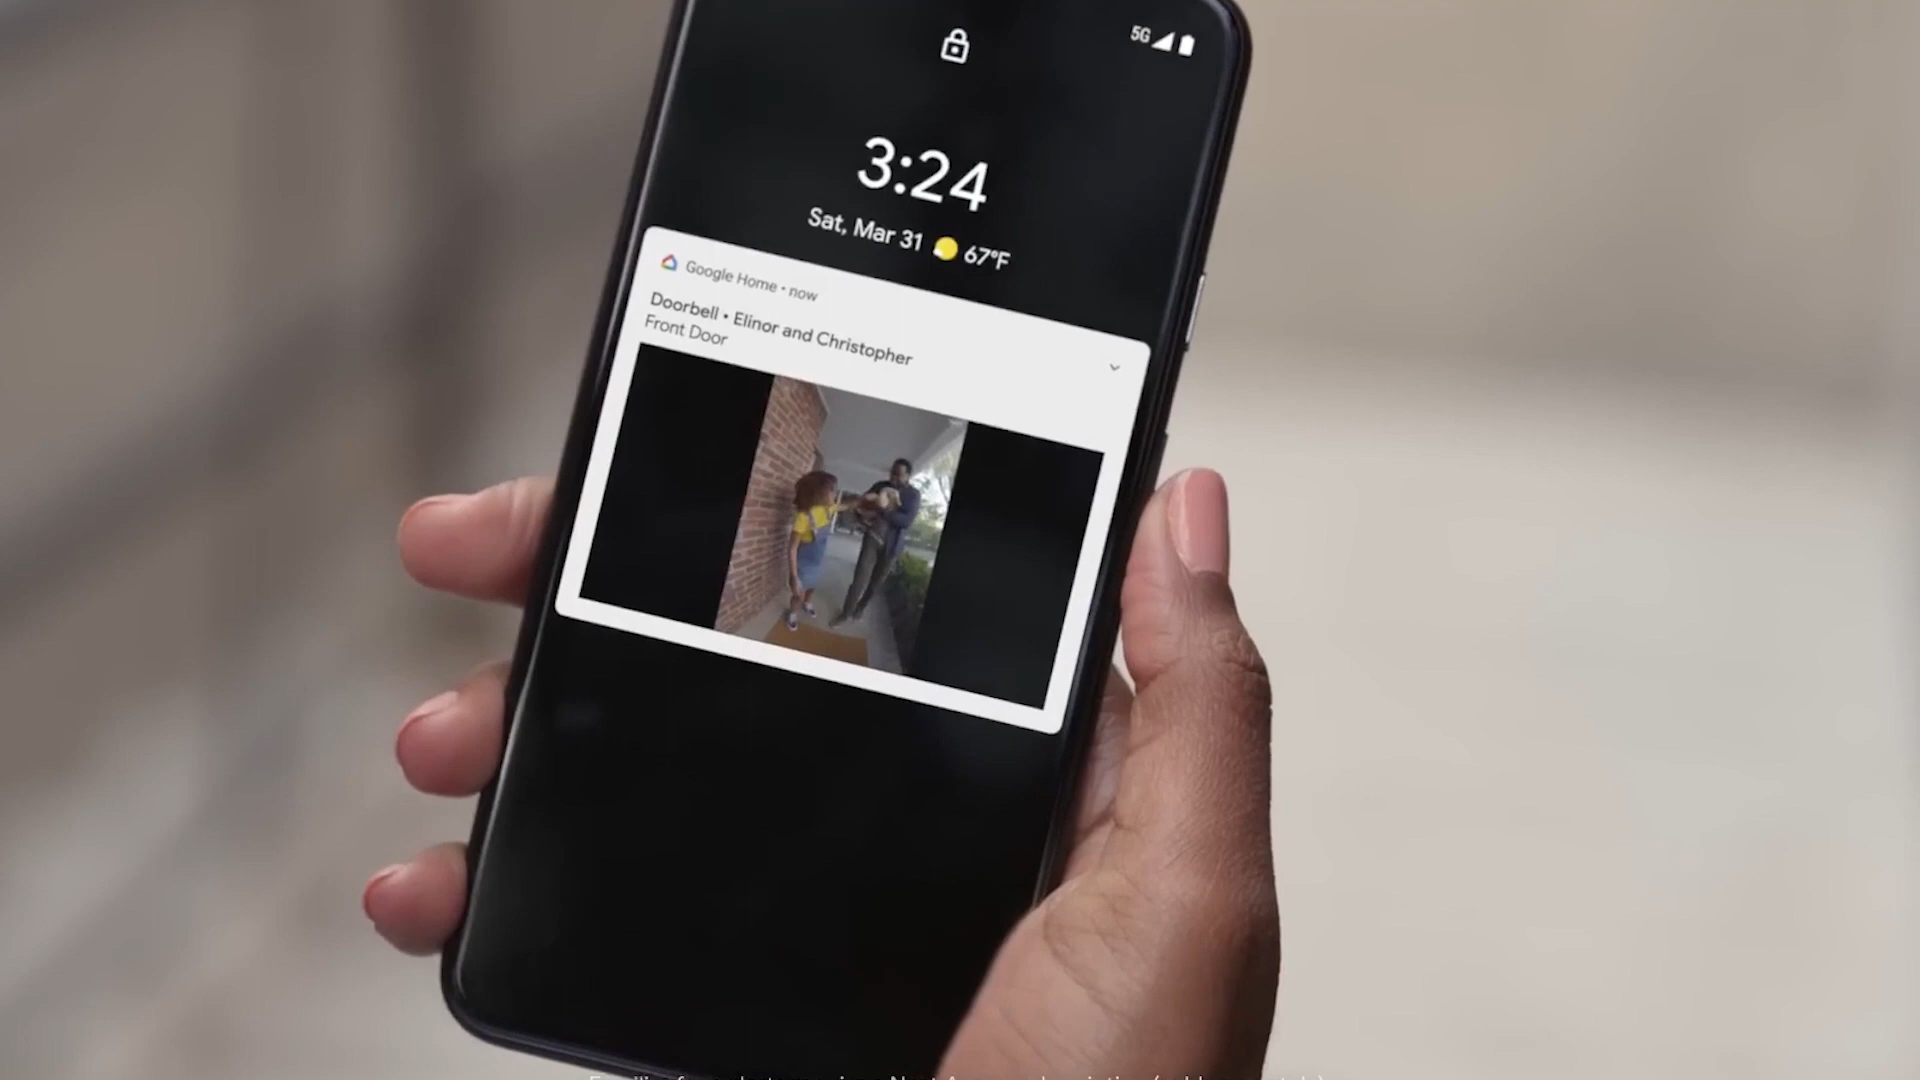 5G
3:24
Sat, Mar 31 67°F
Google Home • now
Doorbell • Elinor and Christopher
Front Door